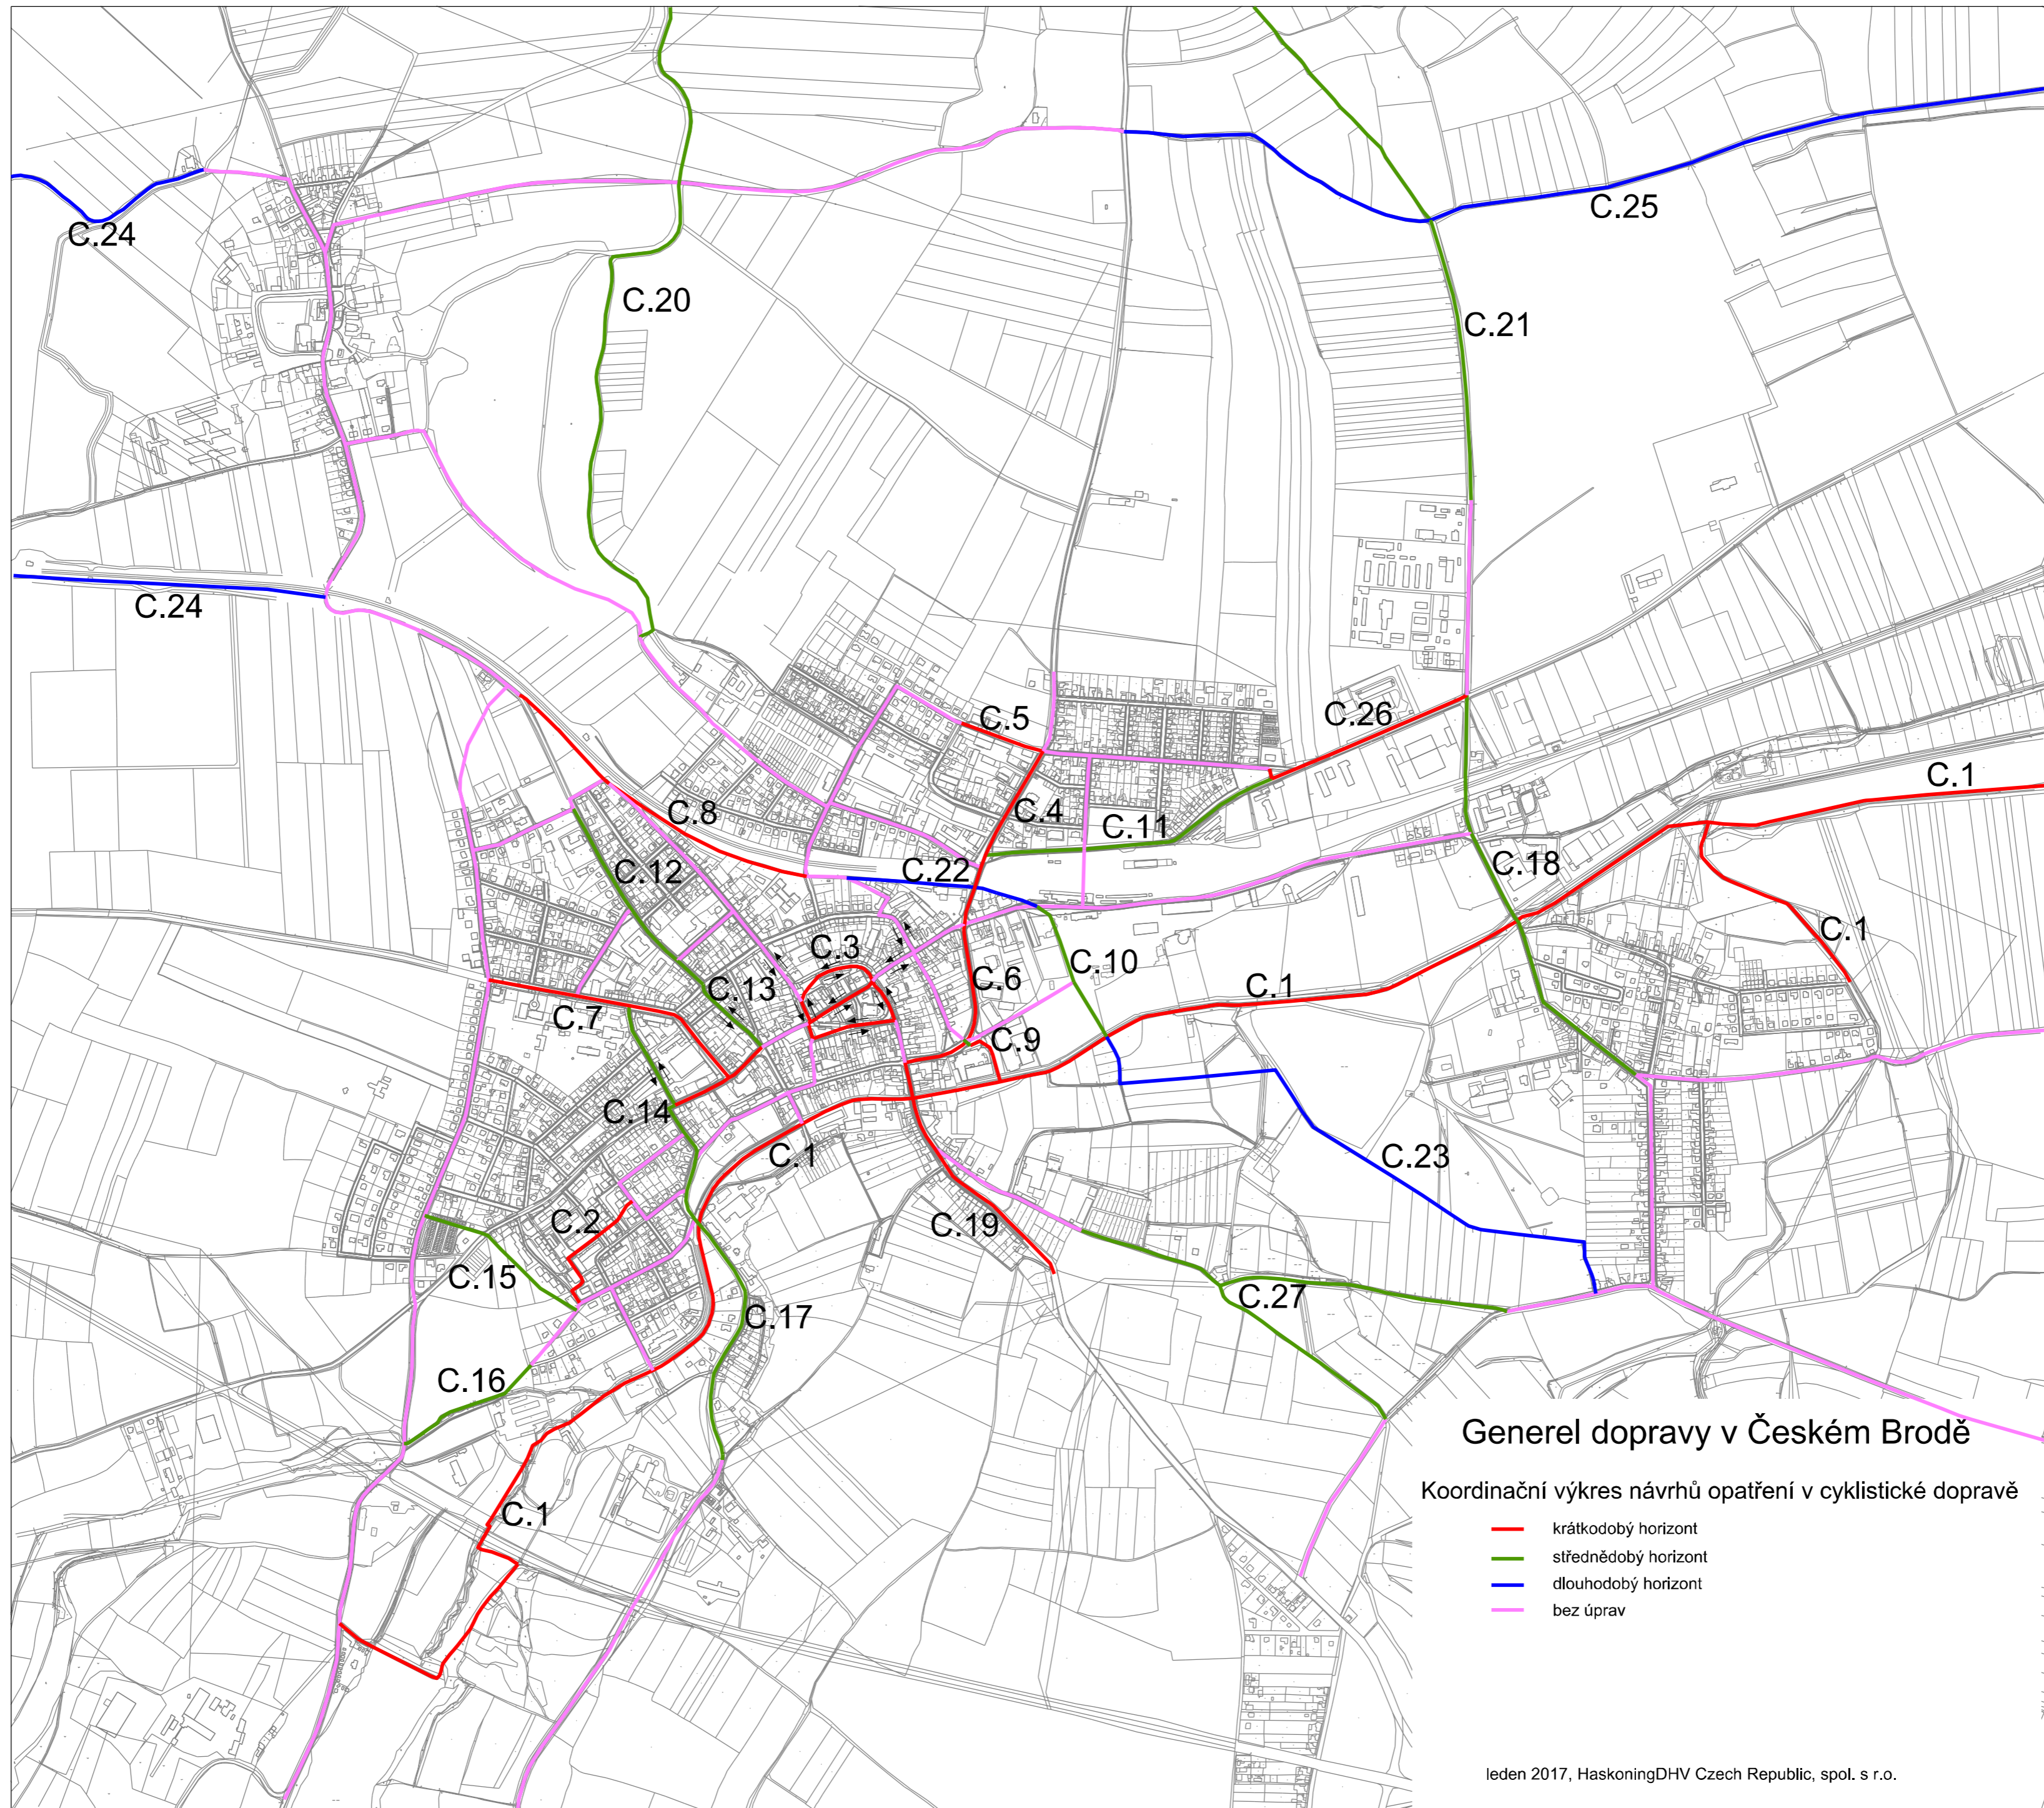 C.24
C.25
C.20
C.21
C.24
C.5
C.26
C.1
C.8
C.4
C.11
C.12
C.22
C.18
C.3
C.1
C.13
C.10
C.6
C.1
C.7
C.9
C.14
C.1
C.23
C.2
C.19
C.15
C.27
C.17
C.16
C.1
Generel dopravy v Českém Brodě
Koordinační výkres návrhů opatření v cyklistické dopravě
krátkodobý horizont
střednědobý horizont
dlouhodobý horizont
bez úprav
leden 2017, HaskoningDHV Czech Republic, spol. s r.o.